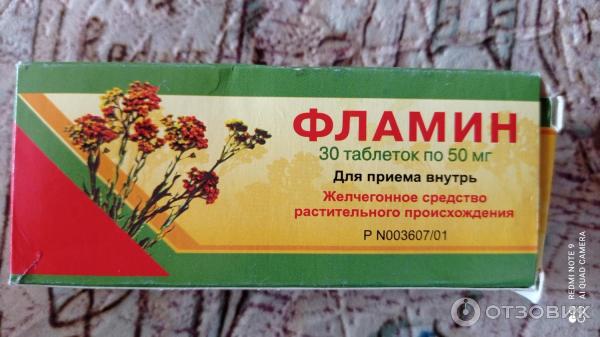 ФЛАМИН
30 таблеток по 50 мг
Для приема внутрь
Желчегонное средство
растительного происхождения
Р N003607/01
REDMI NOTE 9
AI QUAD CAMERA
ОТЗОВИК